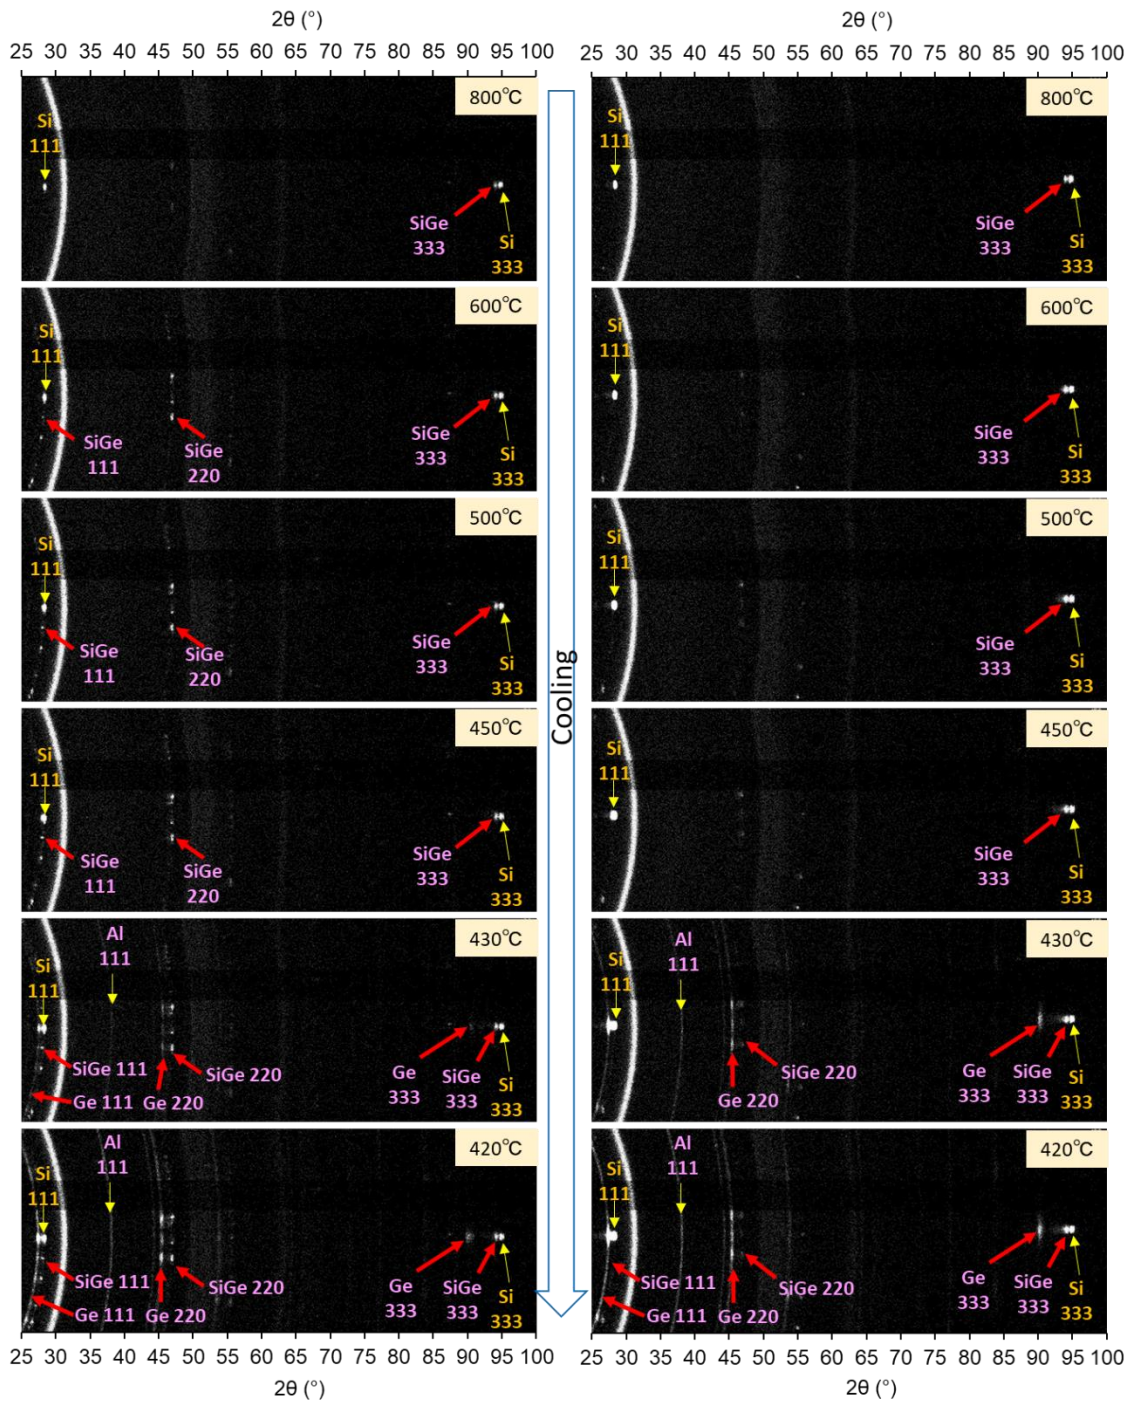 2θ (°)
2θ (°)
25 30 35 40 45 50 55 60 65 70 75 80 85 90 95 100
25 30 35 40 45 50 55 60 65 70 75 80 85 90 95 100
800℃
Si
111
SiGe
333
Si
333
800℃
Si
111
SiGe
333
Si
333
600℃
Si
111
SiGe
111
SiGe
220
SiGe
333
Si
333
600℃
Si
111
SiGe
333
Si
333
500℃
Si
111
SiGe
111
SiGe
220
SiGe
333
Si
333
Cooling
500℃
Si
111
SiGe
333
Si
333
450℃
Si
111
SiGe
111
SiGe
220
SiGe
333
Si
333
450℃
Si
111
SiGe
333
Si
333
430℃
Al
111
Si
111
SiGe 111
SiGe 220
Ge 111
Ge 220
Ge
333
SiGe
333
Si
333
430℃
Al
111
Si
111
SiGe 220
Ge 220
Ge
333
SiGe
333
Si
333
420℃
Al
111
Si
111
SiGe 111
SiGe 220
Ge 111
Ge 220
Ge
333
SiGe
333
Si
333
420℃
Al
111
Si
111
SiGe 111
SiGe 220
Ge 111
Ge 220
Ge
333
SiGe
333
Si
333
25 30 35 40 45 50 55 60 65 70 75 80 85 90 95 100
25 30 35 40 45 50 55 60 65 70 75 80 85 90 95 100
2θ (°)
2θ (°)